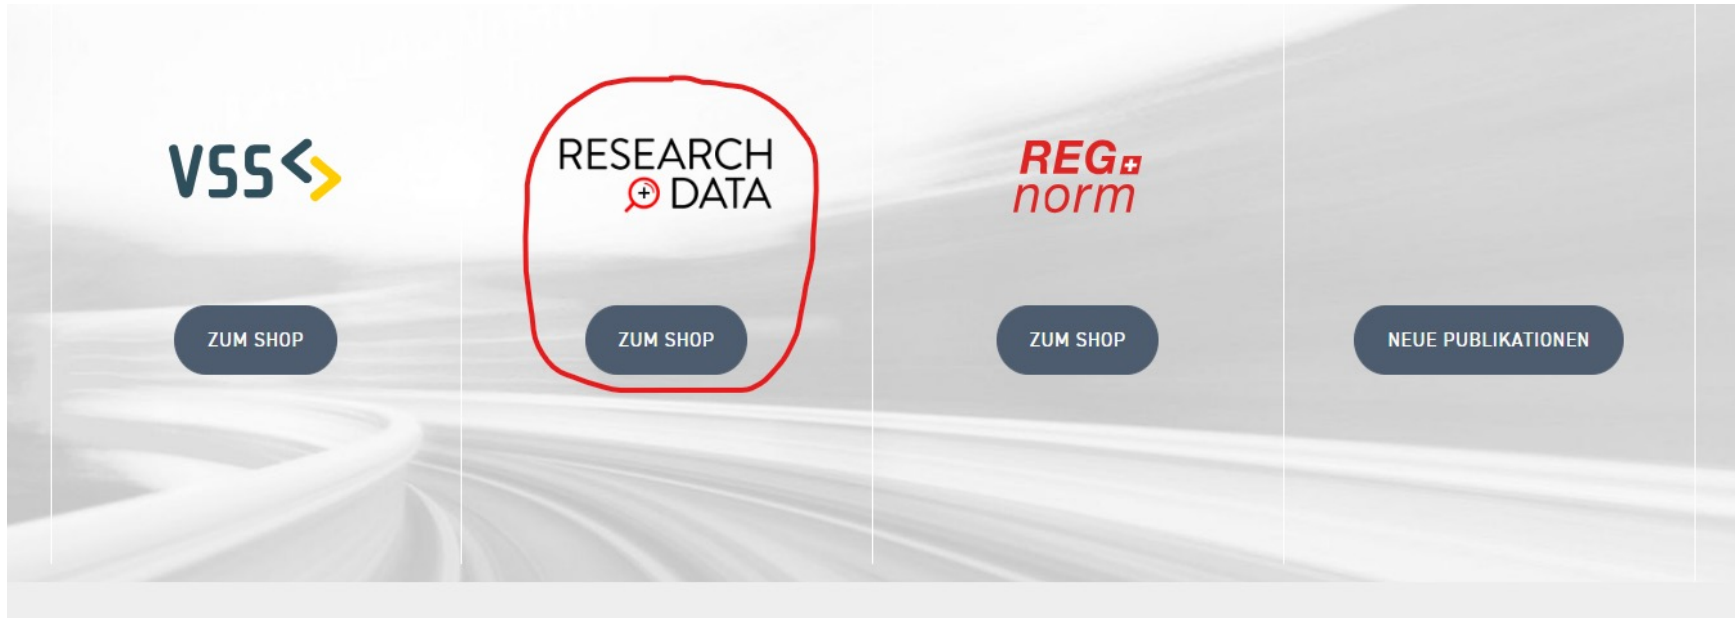 VSS
RESEARCH
DATA
REG
norm
ZUM SHOP
ZUM SHOP
ZUM SHOP
NEUE PUBLIKATIONEN